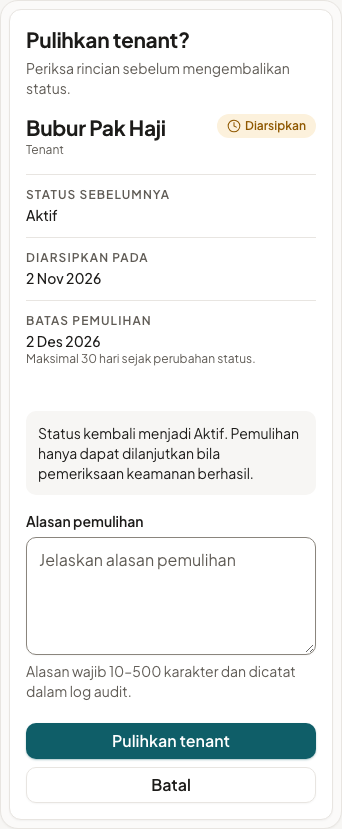 Pulihkan tenant?
Periksa rincian sebelum mengembalikan
status.
Bubur Pak Haji
Diarsipkan
Tenant
STATUS SEBELUMNYA
Aktif
DIARSIPKAN PADA
2 Nov 2026
BATAS PEMULIHAN
2 Des 2026
Maksimal 30 hari sejak perubahan status.
Status kembali menjadi Aktif. Pemulihan
hanya dapat dilanjutkan bila
pemeriksaan keamanan berhasil.
Alasan pemulihan
Jelaskan alasan pemulihan
Alasan wajib 10–500 karakter dan dicatat
dalam log audit.
Pulihkan tenant
Batal